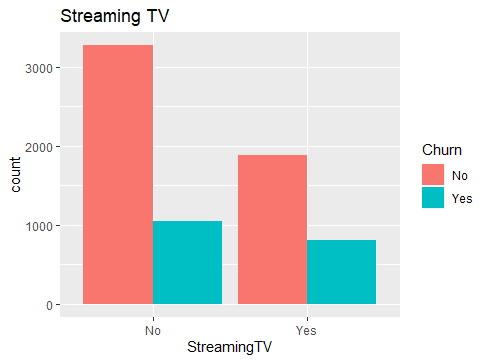 Streaming TV
3000
2000
1000
0
count
No
Yes
StreamingTV
Churn
No
Yes